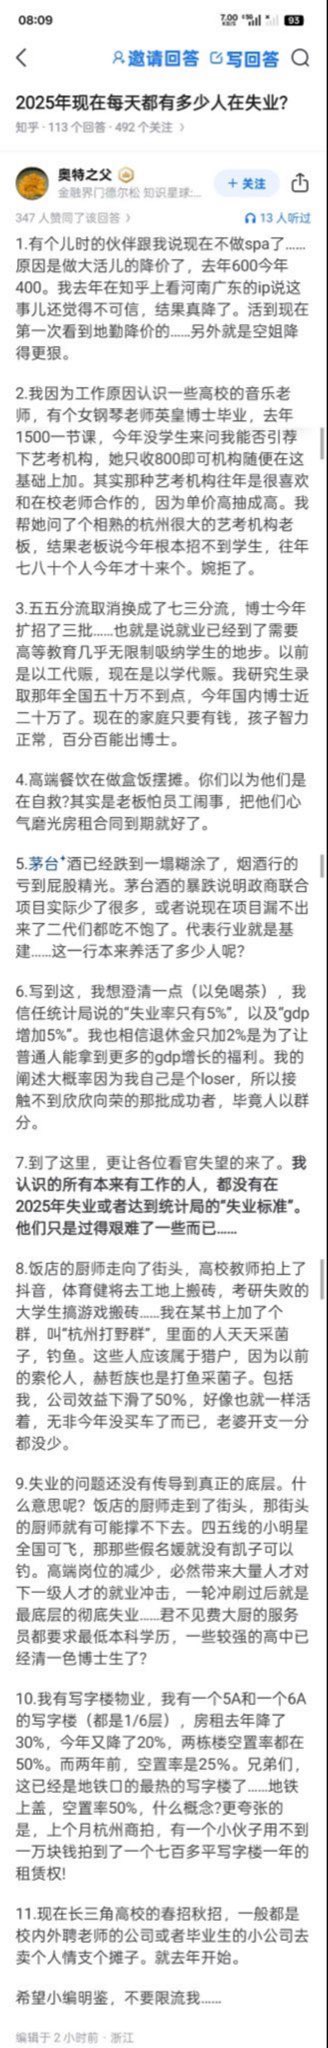 08:09
7.00 KB/S 93
邀请回答 写回答
2025年现在每天都有多少人在失业?
知乎 · 113 个回答 · 492 个关注 〉
奥特之父
金融界门德尔松 知识星球:...
+ 关注
347 人赞同了该回答 〉
13 人听过
1.有个儿时的伙伴跟我说现在不做spa了......
原因是做大活儿的降价了，去年600今年
400。我去年在知乎上看河南广东的ip说这
事儿还觉得不可信，结果真降了。活到现在
第一次看到地勤降价的......另外就是空姐降
得更狠。
2.我因为工作原因认识一些高校的音乐老
师，有个女钢琴老师英皇博士毕业，去年
1500一节课，今年没学生来问我能否引荐
下艺考机构，她只收800即可机构随便在这
基础上加。其实那种艺考机构往年是很喜欢
和在校老师合作的，因为单价高抽成高。我
帮她问了个相熟的杭州很大的艺考机构老
板，结果老板说今年根本招不到学生，往年
七八十个人今年才十来个。婉拒了。
3.五五分流取消换成了七三分流，博士今年
扩招了三批......也就是说就业已经到了需要
高等教育几乎无限制吸纳学生的地步。以前
是以工代赈，现在是以学代赈。我研究生录
取那年全国五十万不到点，今年国内博士近
二十万了。现在的家庭只要有钱，孩子智力
正常，百分百能出博士。
4.高端餐饮在做盒饭摆摊。你们以为他们是
在自救?其实是老板怕员工闹事，把他们心
气磨光房租合同到期就好了。
5.茅台酒已经跌到一塌糊涂了，烟酒行的
亏到屁股精光。茅台酒的暴跌说明政商联合
项目实际少了很多，或者说现在项目漏不出
来了二代们都吃不饱了。代表行业就是基
建......这一行本来养活了多少人呢?
6.写到这，我想澄清一点（以免喝茶），我
信任统计局说的“失业率只有5%”，以及“gdp
增加5%”。我也相信退休金只加2%是为了让
普通人能拿到更多的gdp增长的福利。我的
阐述大概率因为我自己是个loser，所以接
触不到欣欣向荣的那批成功者，毕竟人以群
分。
7.到了这里，更让各位看官失望的来了。我
认识的所有本来有工作的人，都没有在
2025年失业或者达到统计局的“失业标准”。
他们只是过得艰难了一些而已......
8.饭店的厨师走向了街头，高校教师拍上了
抖音，体育健将去工地上搬砖，考研失败的
大学生搞游戏搬砖......我在某书上加了个
群，叫“杭州打野群”，里面的人天天采菌
子，钓鱼。这些人应该属于猎户，因为以前
的索伦人，赫哲族也是打鱼采菌子。包括
我，公司效益下滑了50%，好像也就一样活
着，无非今年没买车了而已，老婆开支一分
都没少。
9.失业的问题还没有传导到真正的底层。什
么意思呢？饭店的厨师走到了街头，那街头
的厨师就有可能撑不下去。四五线的小明星
全国可飞，那那些假名媛就没有凯子可以
钓。高端岗位的减少，必然带来大量人才对
下一级人才的就业冲击，一轮冲刷过后就是
最底层的彻底失业......君不见费大厨的服务
员都要求最低本科学历，一些较强的高中已
经清一色博士生了？
10.我有写字楼物业，我有一个5A和一个6A
的写字楼（都是1/6层），房租去年降了
30%，今年又降了20%，两栋楼空置率都在
50%。而两年前，空置率是25%。兄弟们，
这已经是地铁口的最热的写字楼了......地铁
上盖，空置率50%，什么概念?更夸张的
是，上个月杭州商拍，有一个小伙子用不到
一万块钱拍到了一个七百多平写字楼一年的
租赁权!
11.现在长三角高校的春招秋招，一般都是
校内外聘老师的公司或者毕业生的小公司去
卖个人情支个摊子。就去年开始。
希望小编明鉴，不要限流我......
编辑于 2 小时前 · 浙江